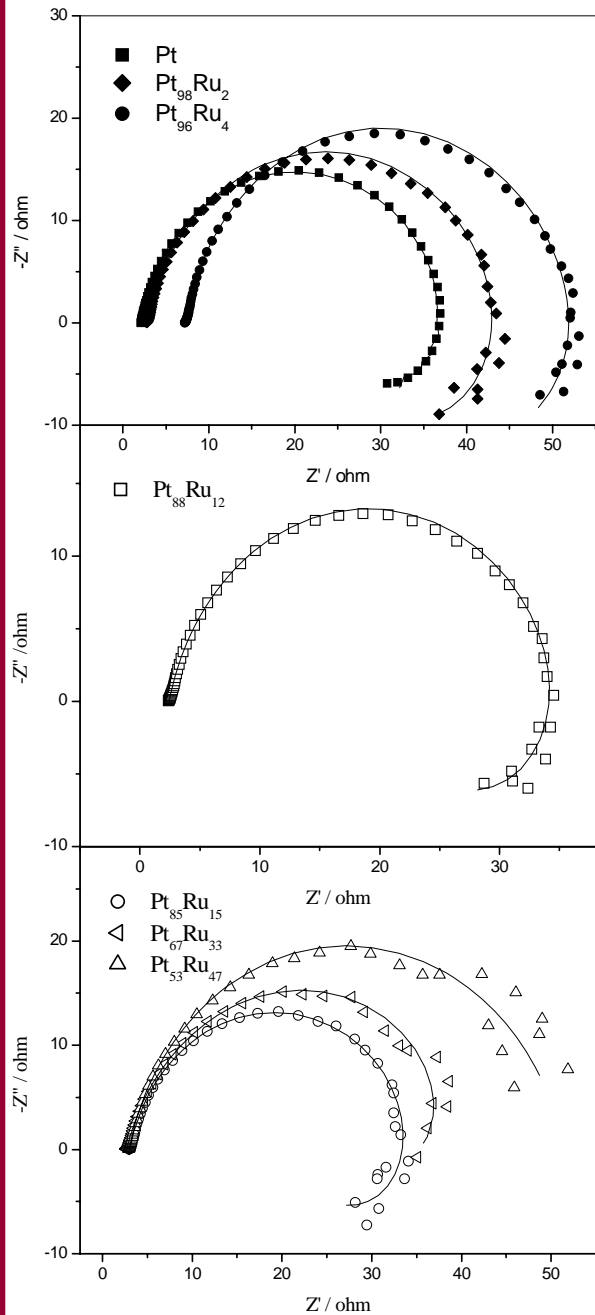 30
20
10
0
-10
-Z" / ohm
Pt
Pt₉₈Ru₂
Pt₉₆Ru₄
0 10 20 30 40 50
Z' / ohm
10
0
-10
-Z" / ohm
Pt₈₈Ru₁₂
0 10 20 30
Z' / ohm
20
10
0
-10
-Z" / ohm
Pt₈₅Ru₁₅
Pt₆₇Ru₃₃
Pt₅₃Ru₄₇
0 10 20 30 40 50
Z' / ohm